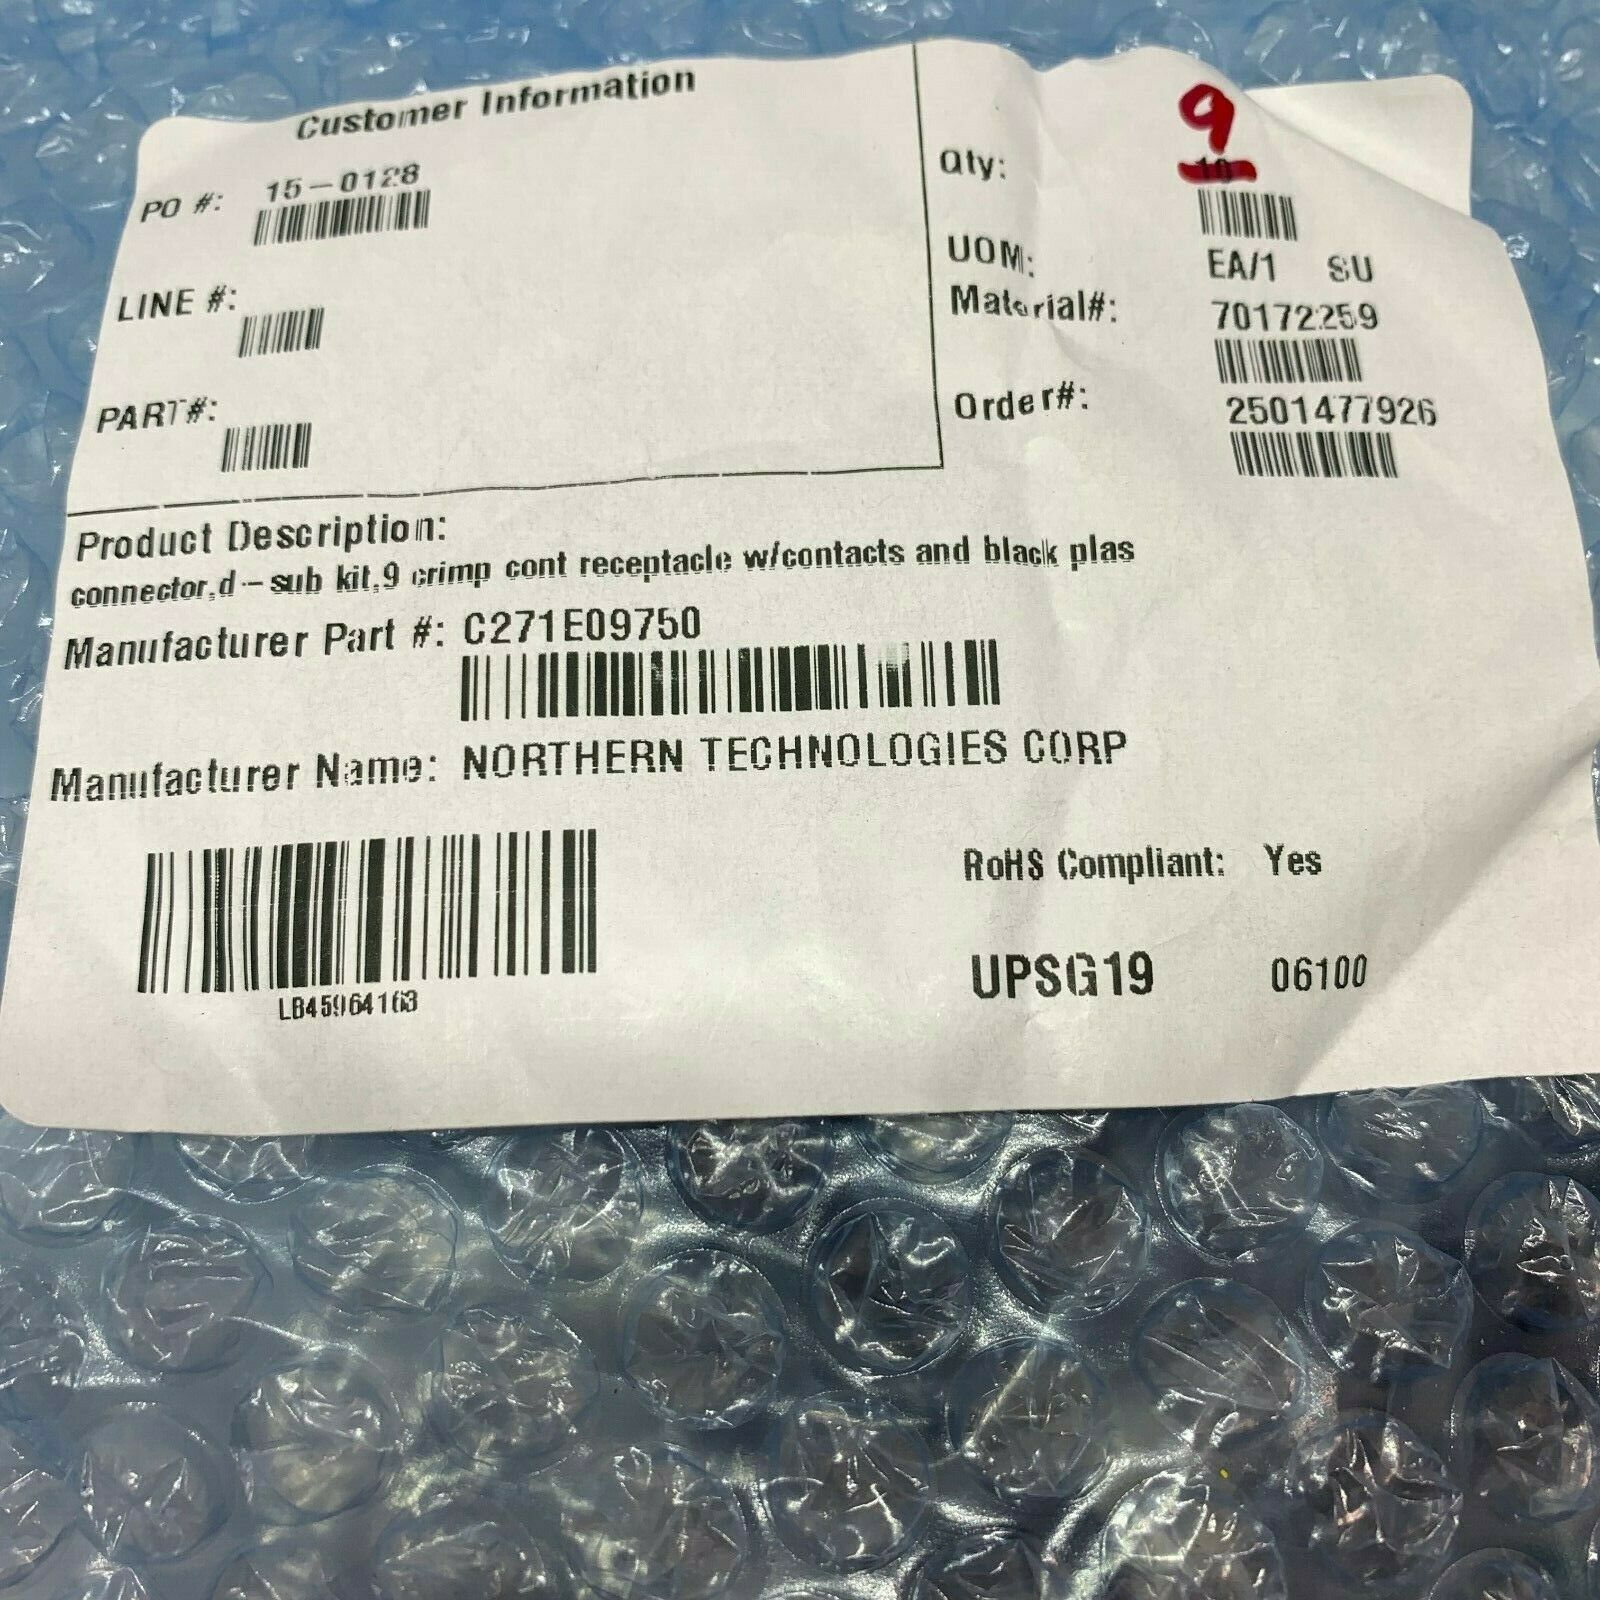 Customer Information
PO #: 15-0128
LINE #:
PART#:
9
Qty: 10
UOM: EA/1 SU
Material#: 70172259
Order#: 2501477926
Product Description:
connector,d-sub kit,9 crimp cont receptacle w/contacts and black plas
Manufacturer Part #: C271E09750
Manufacturer Name: NORTHERN TECHNOLOGIES CORP
LB45964163
RoHS Compliant: Yes
UPSG19 06100